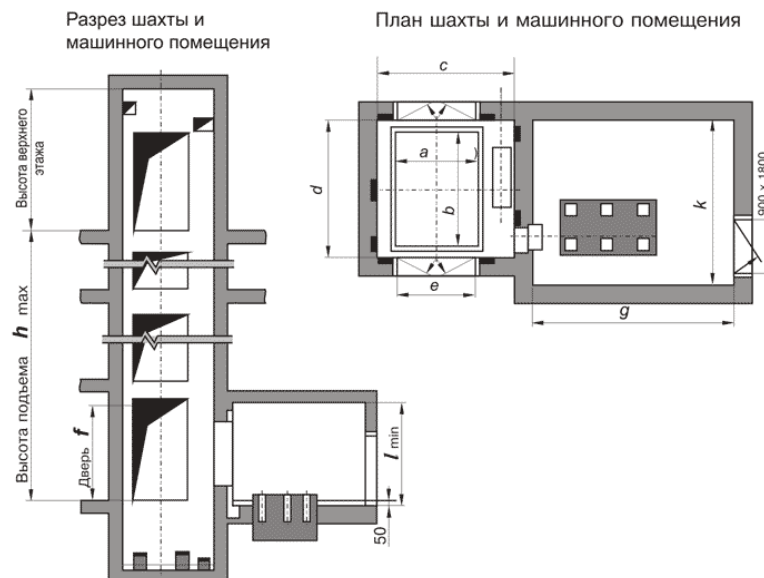 Разрез шахты и
машинного помещения
План шахты и машинного помещения
Высота верхнего
этажа
Высота подъема h max
Дверь f
l min
50
c
d
a
b
e
k
g
900 × 1800